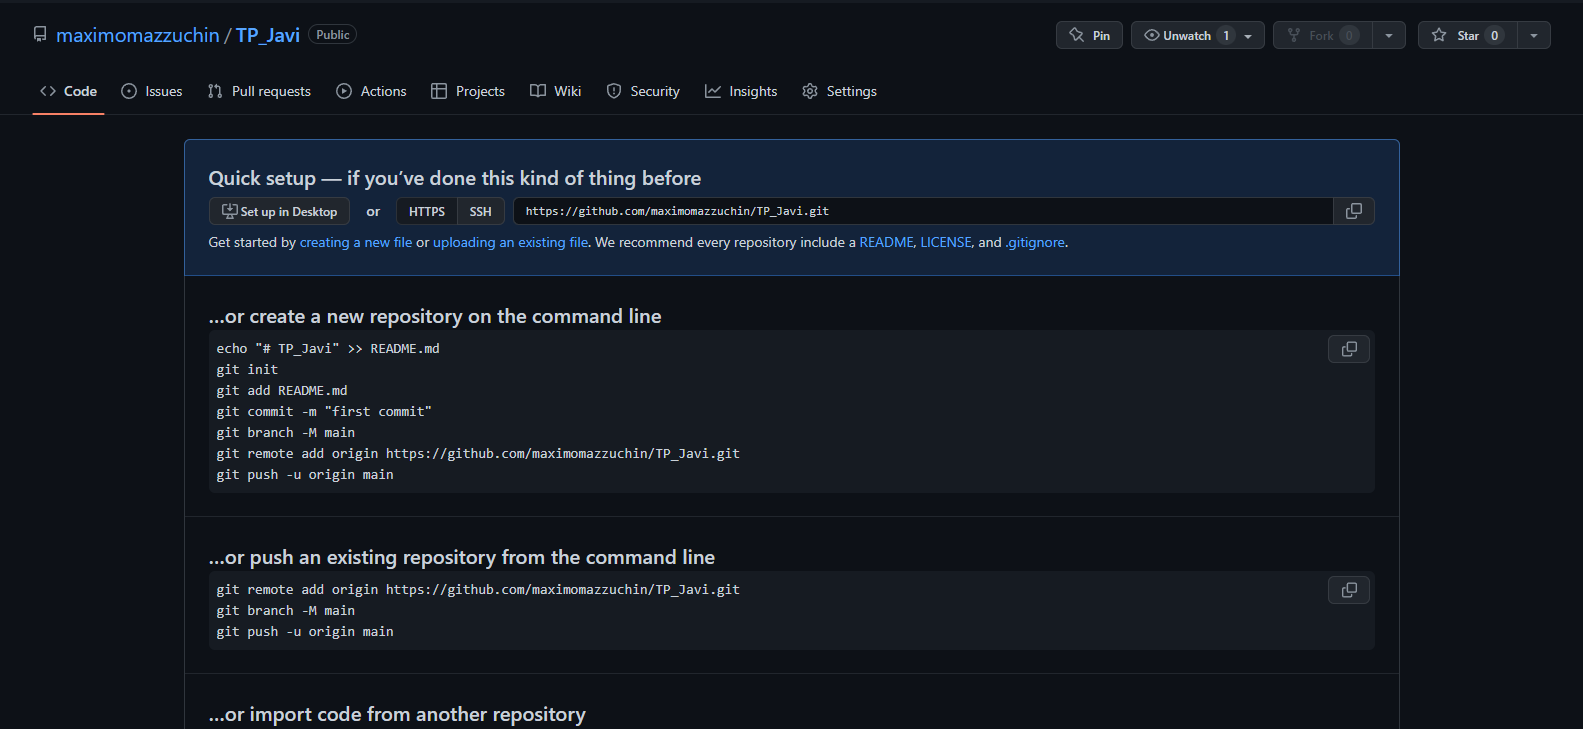 maximomazzuchin / TP_Javi Public
Pin Unwatch 1 Fork 0 Star 0
Code Issues Pull requests Actions Projects Wiki Security Insights Settings
Quick setup — if you’ve done this kind of thing before
Set up in Desktop or HTTPS SSH https://github.com/maximomazzuchin/TP_Javi.git
Get started by creating a new file or uploading an existing file. We recommend every repository include a README, LICENSE, and .gitignore.
…or create a new repository on the command line
echo "# TP_Javi" >> README.md
git init
git add README.md
git commit -m "first commit"
git branch -M main
git remote add origin https://github.com/maximomazzuchin/TP_Javi.git
git push -u origin main
…or push an existing repository from the command line
git remote add origin https://github.com/maximomazzuchin/TP_Javi.git
git branch -M main
git push -u origin main
…or import code from another repository